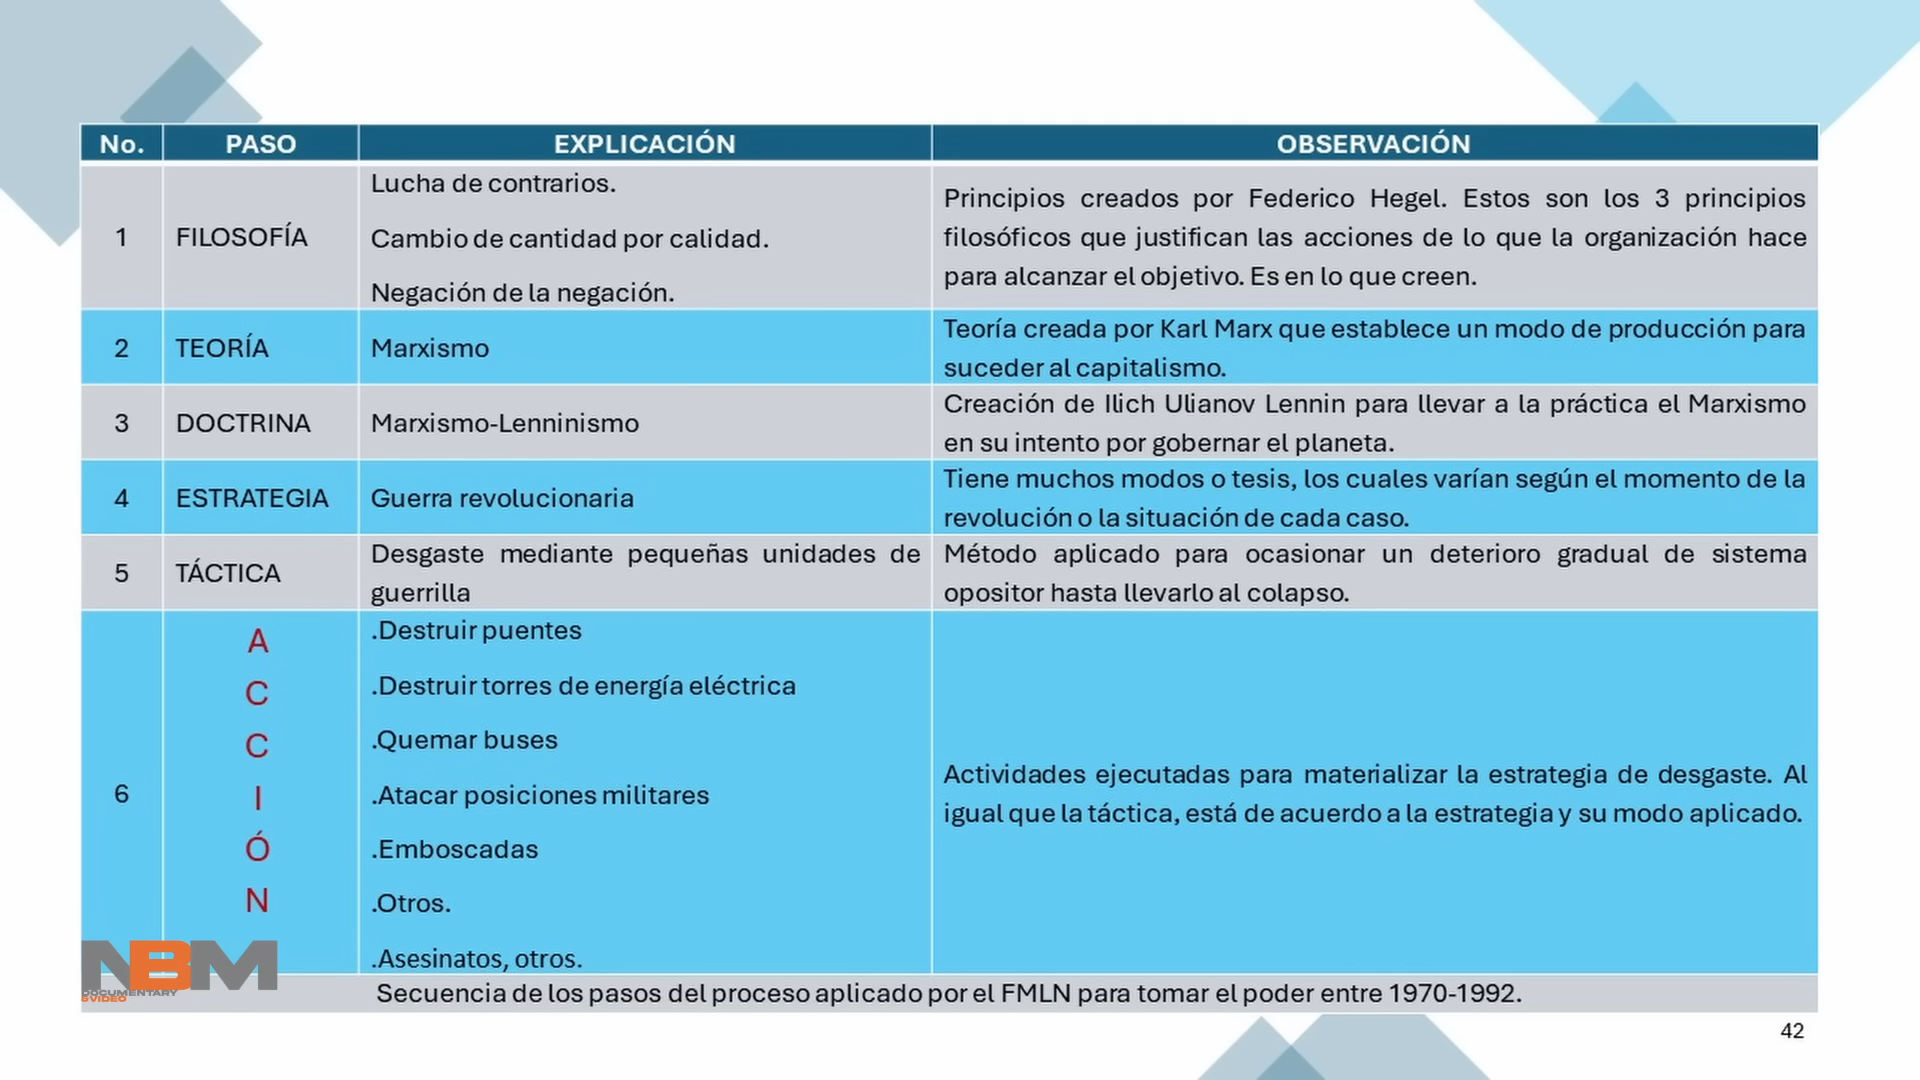 No. PASO EXPLICACIÓN OBSERVACIÓN
1 FILOSOFÍA
Lucha de contrarios.
Cambio de cantidad por calidad.
Negación de la negación.
Principios creados por Federico Hegel. Estos son los 3 principios
filosóficos que justifican las acciones de lo que la organización hace
para alcanzar el objetivo. Es en lo que creen.
2 TEORÍA
Marxismo
Teoría creada por Karl Marx que establece un modo de producción para
suceder al capitalismo.
3 DOCTRINA
Marxismo-Lenninismo
Creación de Ilich Ulianov Lennin para llevar a la práctica el Marxismo
en su intento por gobernar el planeta.
4 ESTRATEGIA
Guerra revolucionaria
Tiene muchos modos o tesis, los cuales varían según el momento de la
revolución o la situación de cada caso.
5 TÁCTICA
Desgaste mediante pequeñas unidades de
guerrilla
Método aplicado para ocasionar un deterioro gradual de sistema
opositor hasta llevarlo al colapso.
6
A
C
C
I
Ó
N
.Destruir puentes
.Destruir torres de energía eléctrica
.Quemar buses
.Atacar posiciones militares
.Emboscadas
.Otros.
.Asesinatos, otros.
Actividades ejecutadas para materializar la estrategia de desgaste. Al
igual que la táctica, está de acuerdo a la estrategia y su modo aplicado.
Secuencia de los pasos del proceso aplicado por el FMLN para tomar el poder entre 1970-1992.
NBM
DOCUMENTARY
&VIDEO
42